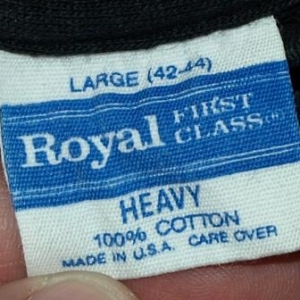 LARGE (42-44)
Royal FIRST CLASS®
HEAVY
100% COTTON
MADE IN U.S.A. CARE OVER